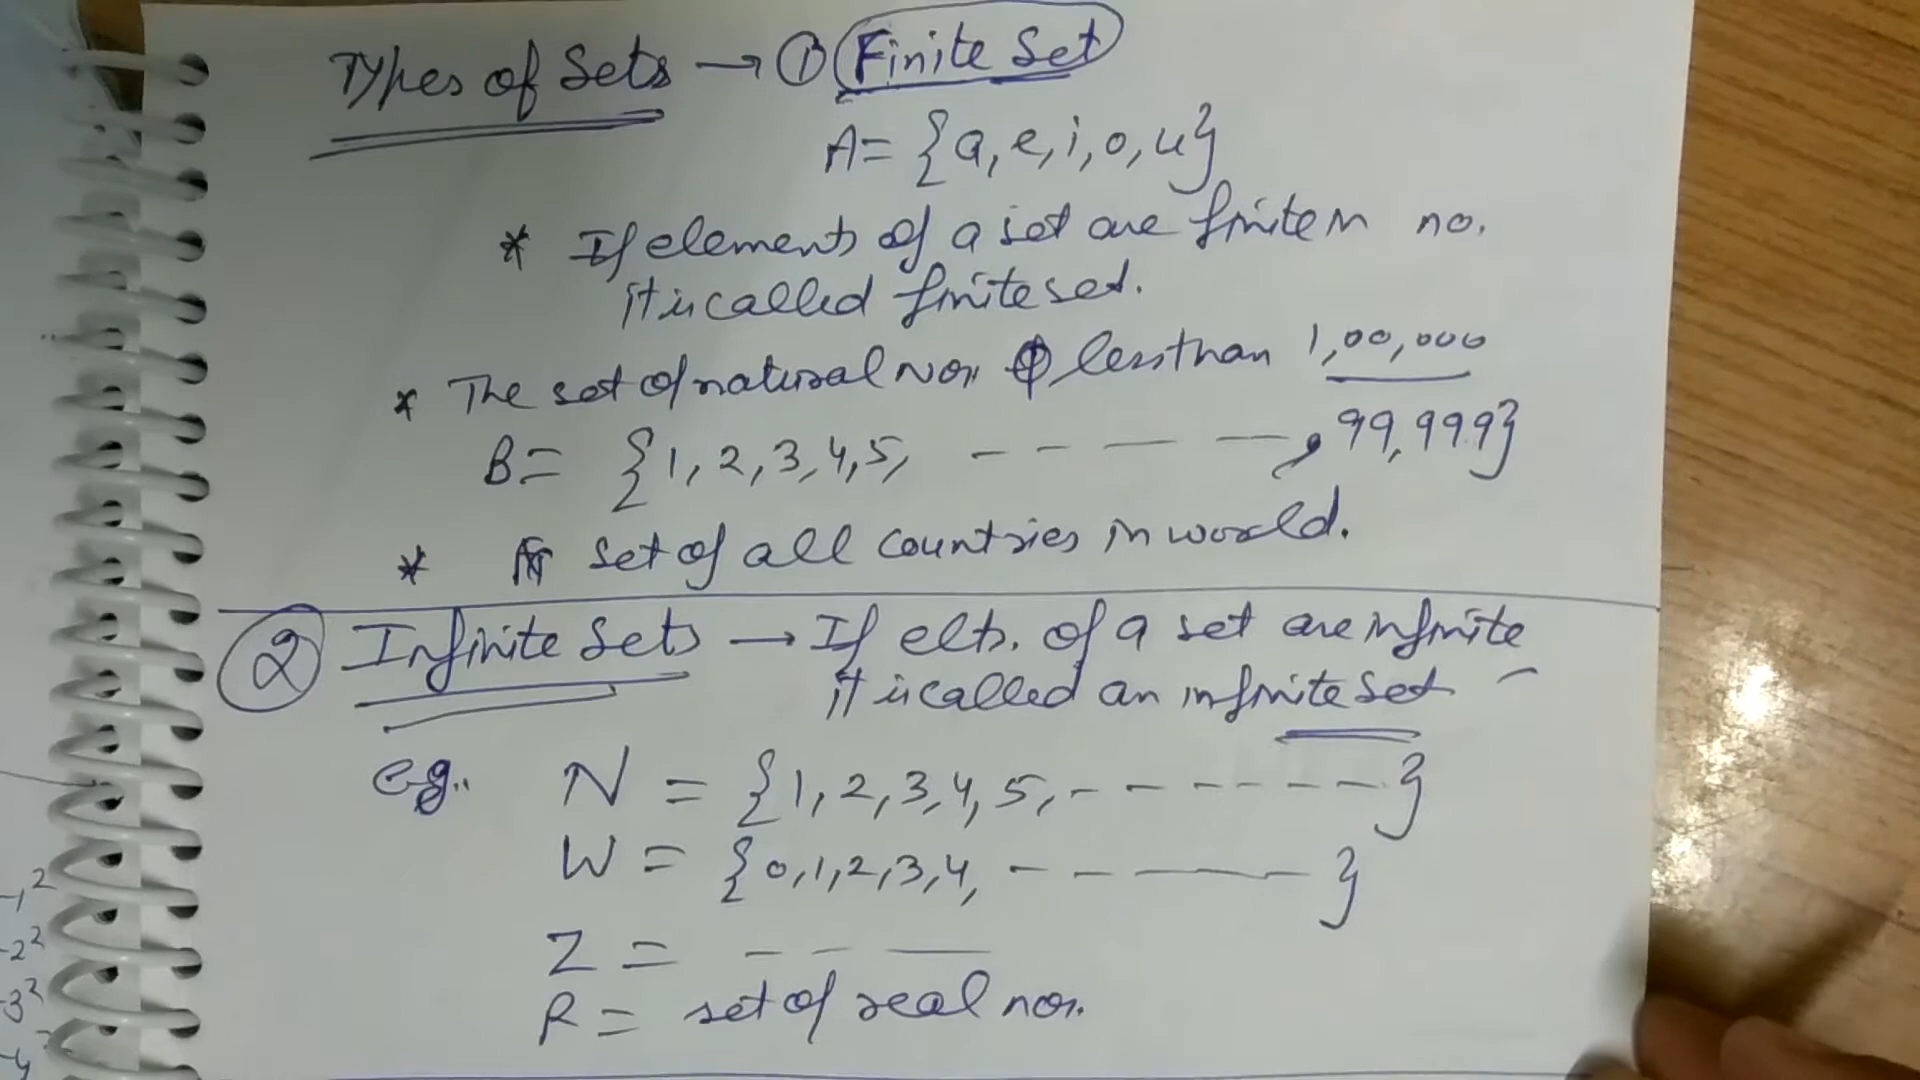 Types of Sets → ① Finite Set
A = {a, e, i, o, u}
* If elements of a set are finite in no.
it is called finite set.
* The set of natural nos. less than 1,00,000
B = {1, 2, 3, 4, 5, - - - - , 99,999}
* set of all countries in world.
② Infinite Sets → If elts. of a set are infinite
it is called an infinite set
e.g. N = {1, 2, 3, 4, 5, - - - - - - -}
W = {0, 1, 2, 3, 4, - - - -}
Z = - - -
R = set of real nos.
-1²
-2²
-3²